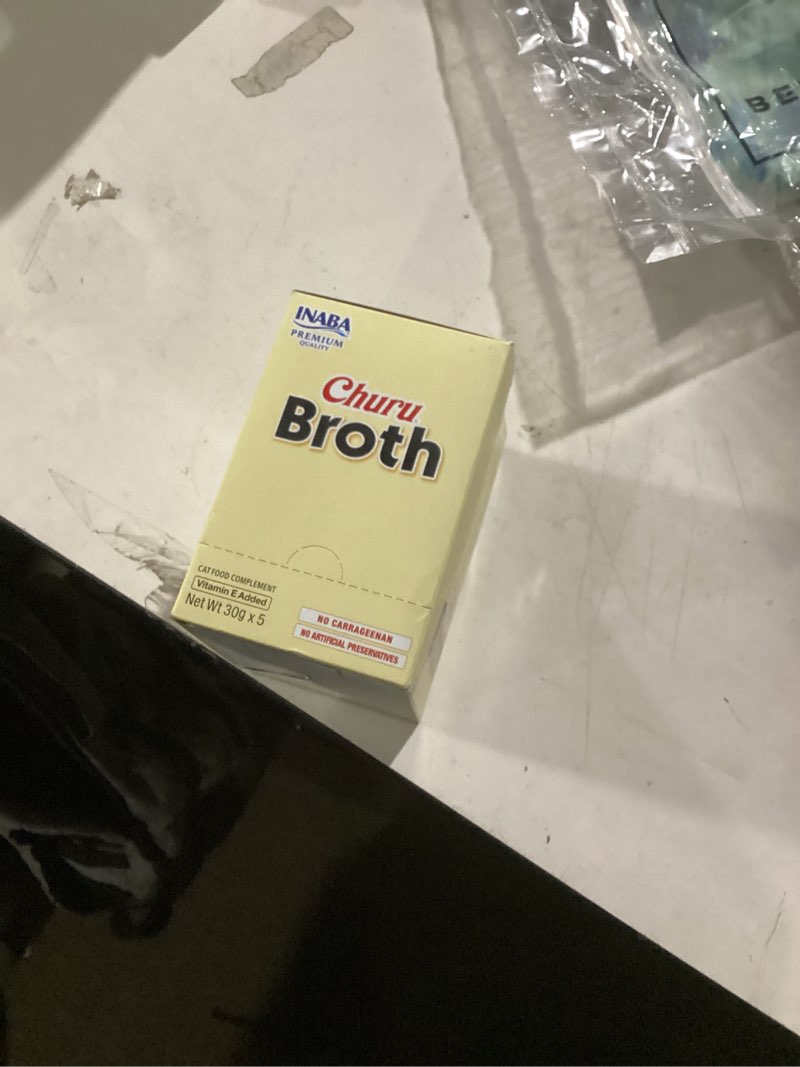 BE
INABA
PREMIUM
QUALITY
Churu
Broth
CAT FOOD COMPLEMENT
Vitamin E Added
Net Wt 30g x 5
NO CARRAGEENAN
NO ARTIFICIAL PRESERVATIVES